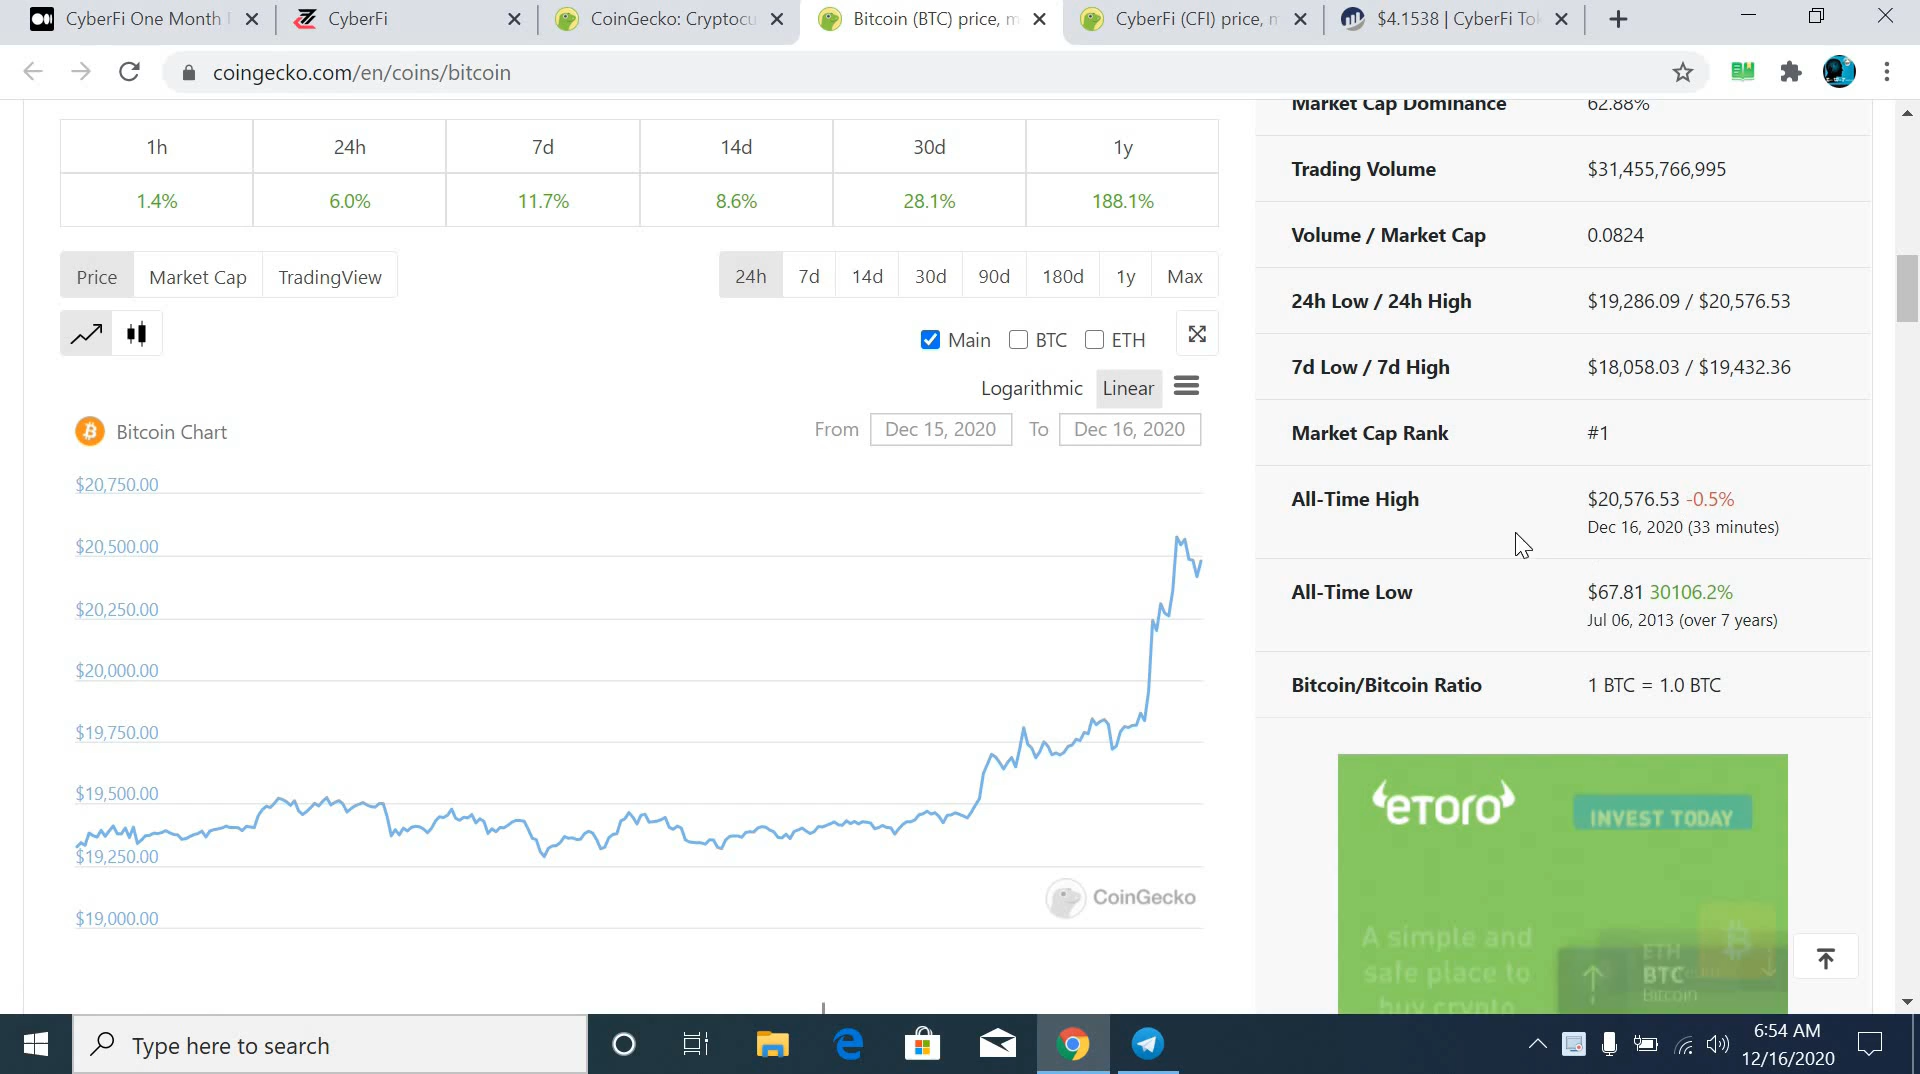 CyberFi One Month
CyberFi
CoinGecko: Cryptocu
Bitcoin (BTC) price, m
CyberFi (CFI) price, m
$4.1538 | CyberFi Tok
coingecko.com/en/coins/bitcoin
1h 24h 7d 14d 30d 1y
1.4% 6.0% 11.7% 8.6% 28.1% 188.1%
Price Market Cap TradingView
24h 7d 14d 30d 90d 180d 1y Max
Main BTC ETH
Logarithmic Linear
Bitcoin Chart
From Dec 15, 2020 To Dec 16, 2020
$20,750.00
$20,500.00
$20,250.00
$20,000.00
$19,750.00
$19,500.00
$19,250.00
$19,000.00
CoinGecko
Market Cap Dominance 62.88%
Trading Volume $31,455,766,995
Volume / Market Cap 0.0824
24h Low / 24h High $19,286.09 / $20,576.53
7d Low / 7d High $18,058.03 / $19,432.36
Market Cap Rank #1
All-Time High $20,576.53 -0.5%
Dec 16, 2020 (33 minutes)
All-Time Low $67.81 30106.2%
Jul 06, 2013 (over 7 years)
Bitcoin/Bitcoin Ratio 1 BTC = 1.0 BTC
eTORO
INVEST TODAY
A simple and
safe place to
buy crypto
ETH
BTC
Bitcoin
Type here to search
6:54 AM
12/16/2020